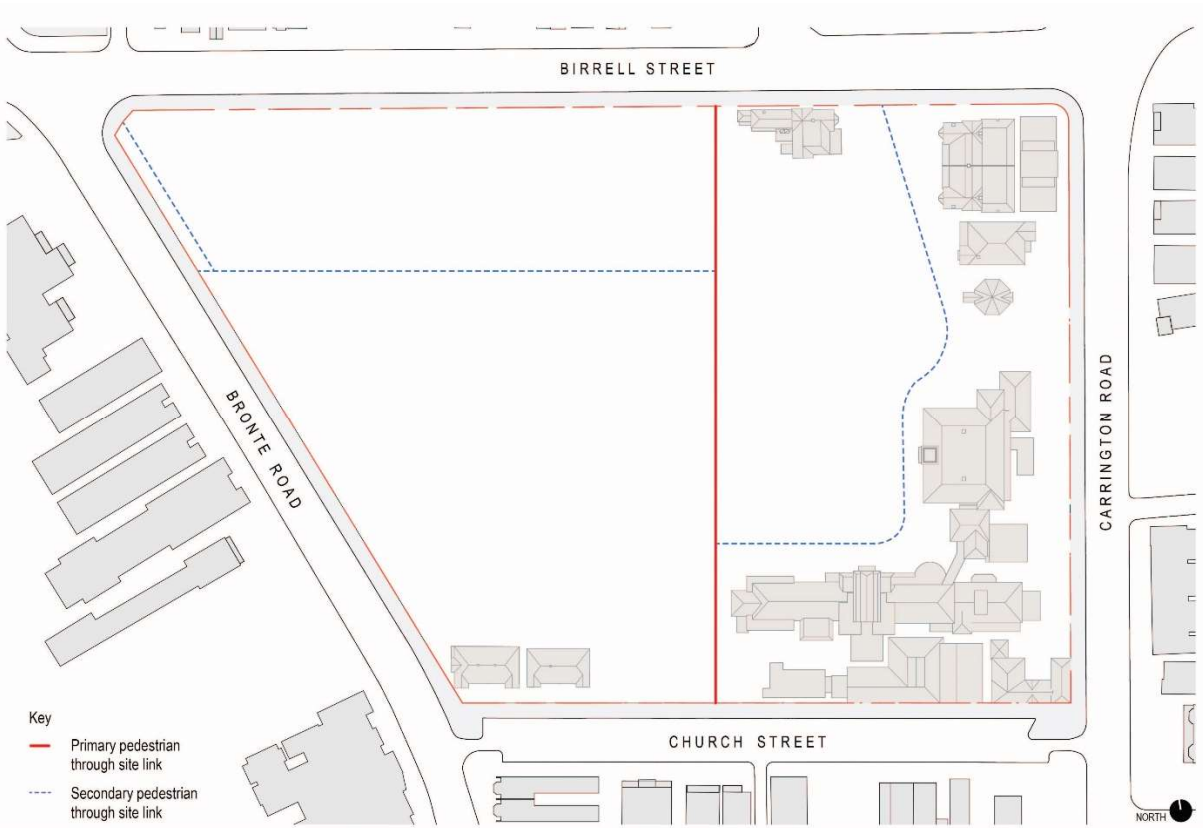 BIRRELL STREET
BRONTE ROAD
CARRINGTON ROAD
CHURCH STREET
Key
Primary pedestrian
through site link
Secondary pedestrian
through site link
NORTH